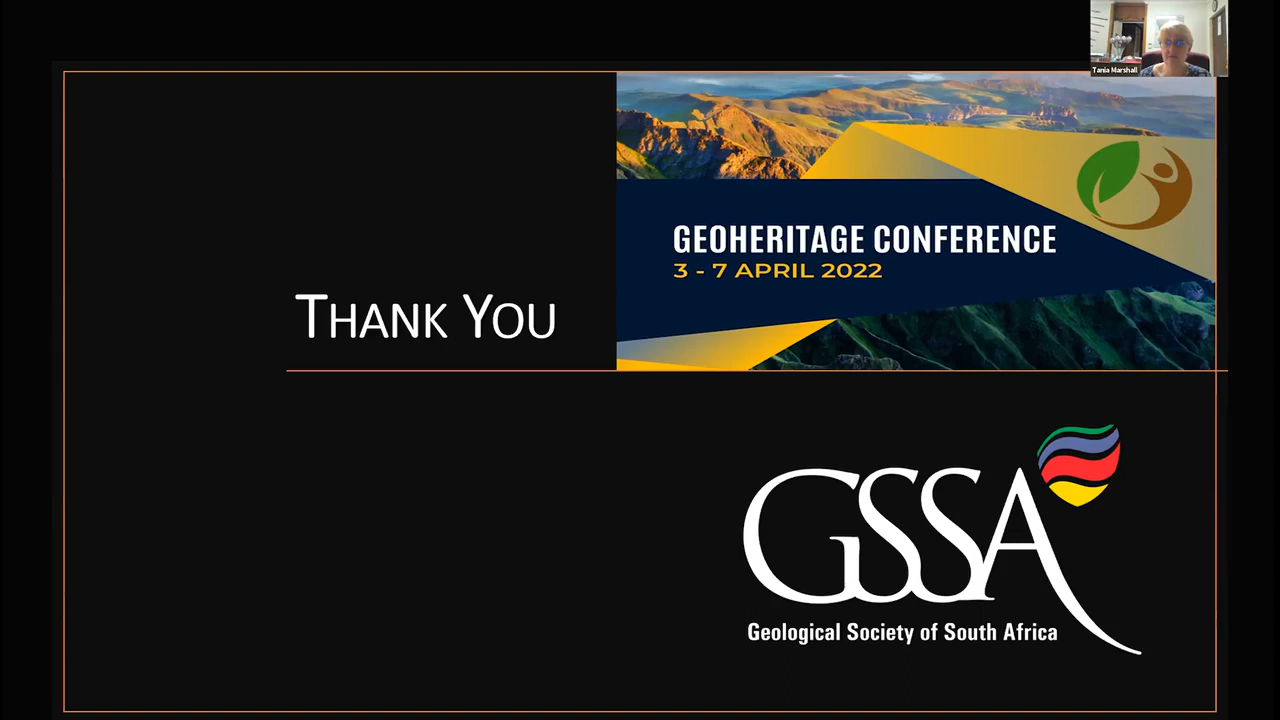 Tania Marshall
GEOHERITAGE CONFERENCE
3 - 7 APRIL 2022
THANK YOU
GSSA
Geological Society of South Africa